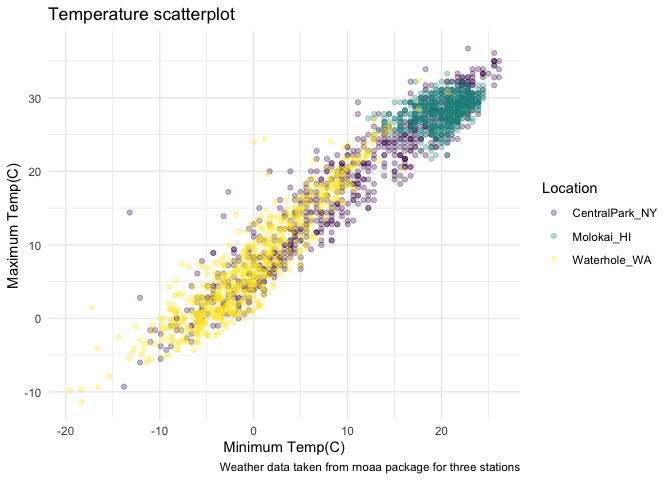 Temperature scatterplot
Maximum Temp(C)
30
20
10
0
-10
-20
-10
0
10
20
Minimum Temp(C)
Location
CentralPark_NY
Molokai_HI
Waterhole_WA
Weather data taken from rnoaa package for three stations